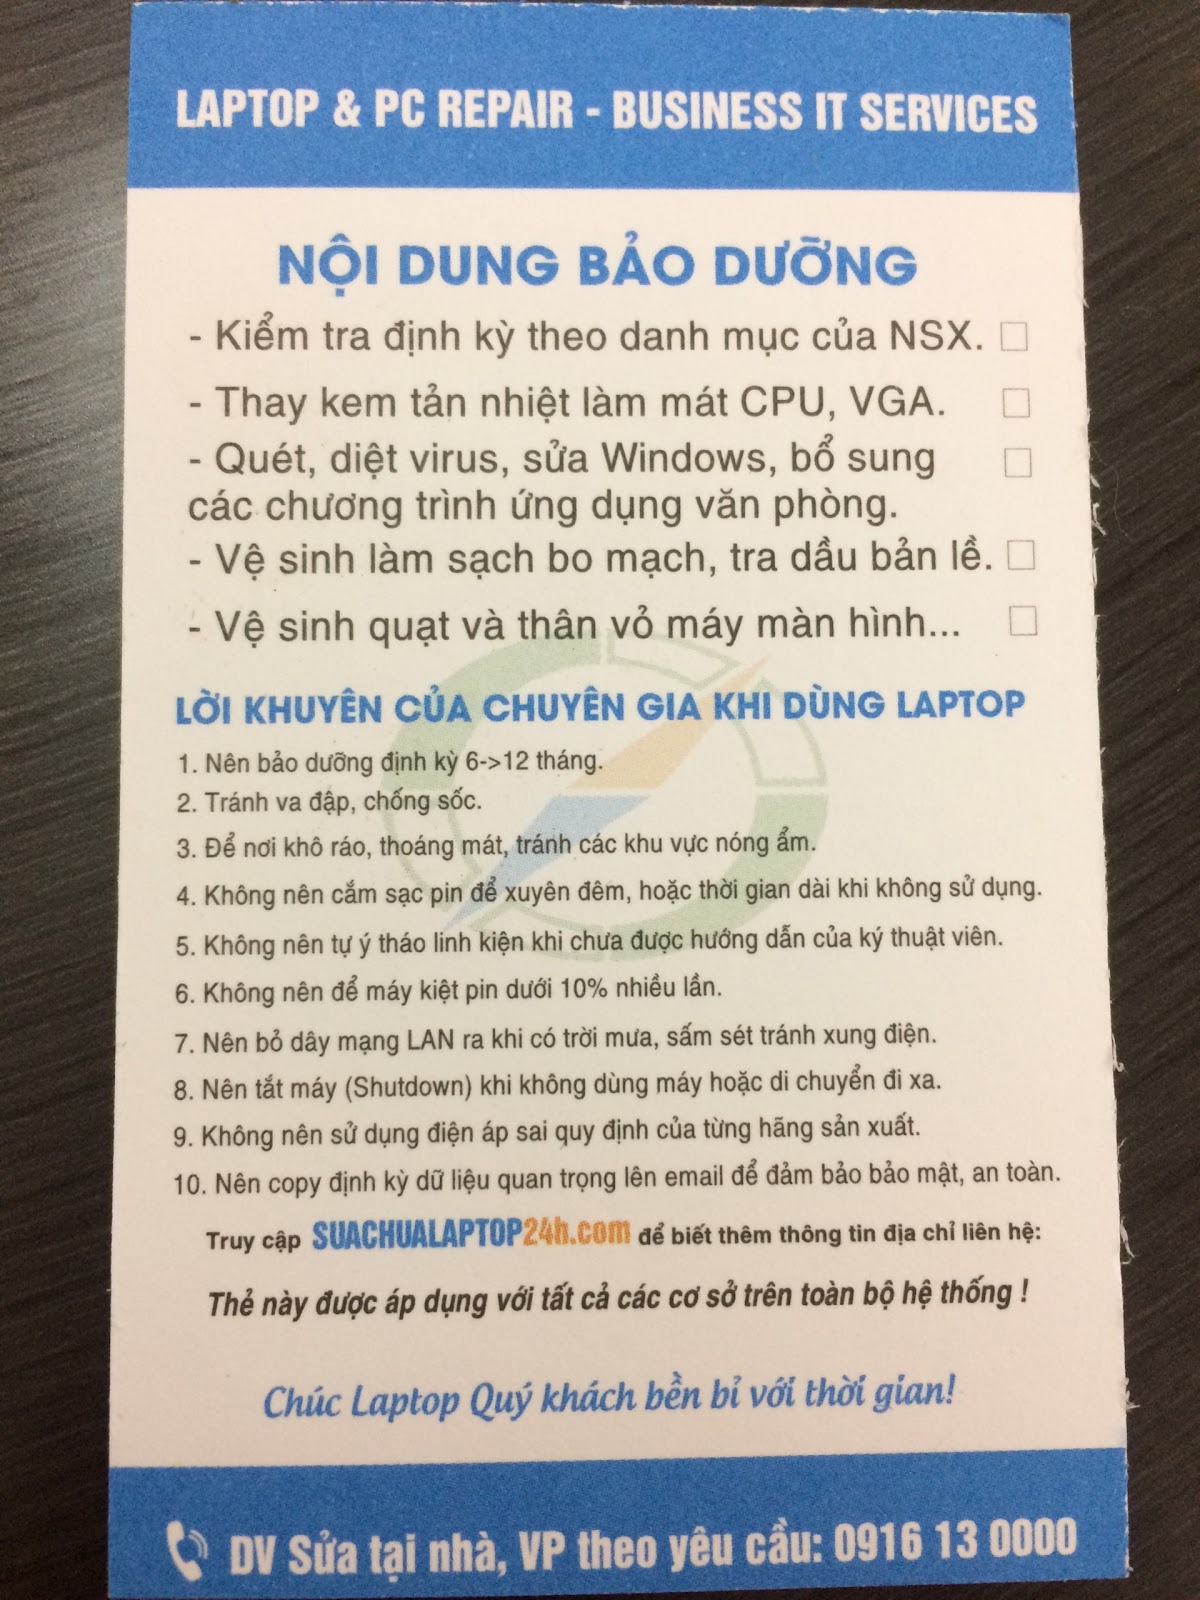 LAPTOP & PC REPAIR - BUSINESS IT SERVICES
NỘI DUNG BẢO DƯỠNG
- Kiểm tra định kỳ theo danh mục của NSX.
- Thay kem tản nhiệt làm mát CPU, VGA.
- Quét, diệt virus, sửa Windows, bổ sung
các chương trình ứng dụng văn phòng.
- Vệ sinh làm sạch bo mạch, tra dầu bản lề.
- Vệ sinh quạt và thân vỏ máy màn hình...
LỜI KHUYÊN CỦA CHUYÊN GIA KHI DÙNG LAPTOP
1. Nên bảo dưỡng định kỳ 6->12 tháng.
2. Tránh va đập, chống sốc.
3. Để nơi khô ráo, thoáng mát, tránh các khu vực nóng ẩm.
4. Không nên cắm sạc pin để xuyên đêm, hoặc thời gian dài khi không sử dụng.
5. Không nên tự ý tháo linh kiện khi chưa được hướng dẫn của ký thuật viên.
6. Không nên để máy kiệt pin dưới 10% nhiều lần.
7. Nên bỏ dây mạng LAN ra khi có trời mưa, sấm sét tránh xung điện.
8. Nên tắt máy (Shutdown) khi không dùng máy hoặc di chuyển đi xa.
9. Không nên sử dụng điện áp sai quy định của từng hãng sản xuất.
10. Nên copy định kỳ dữ liệu quan trọng lên email để đảm bảo bảo mật, an toàn.
Truy cập SUACHUALAPTOP24h.com để biết thêm thông tin địa chỉ liên hệ:
Thẻ này được áp dụng với tất cả các cơ sở trên toàn bộ hệ thống !
Chúc Laptop Quý khách bền bỉ với thời gian!
DV Sửa tại nhà, VP theo yêu cầu: 0916 13 0000